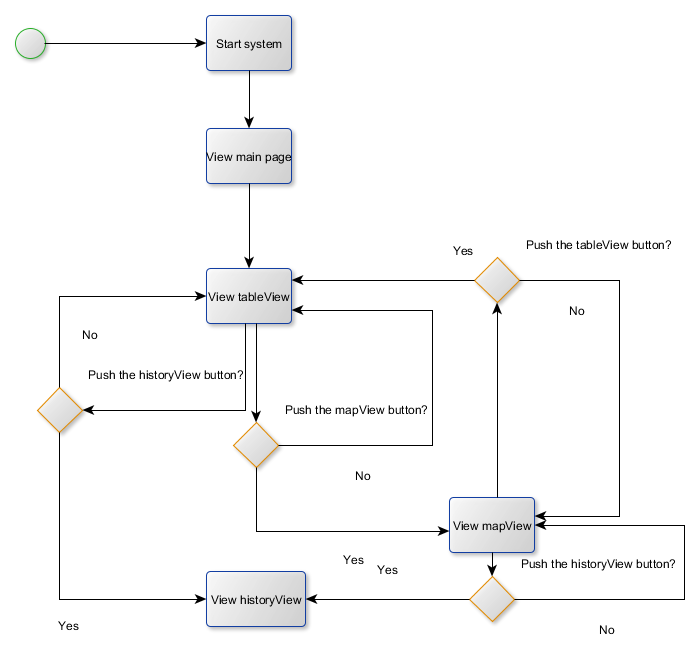 Start system
View main page
Push the tableView button?
Yes
View tableView
No
No
Push the historyView button?
Push the mapView button?
No
View mapView
Yes
Yes
Push the historyView button?
View historyView
Yes
No